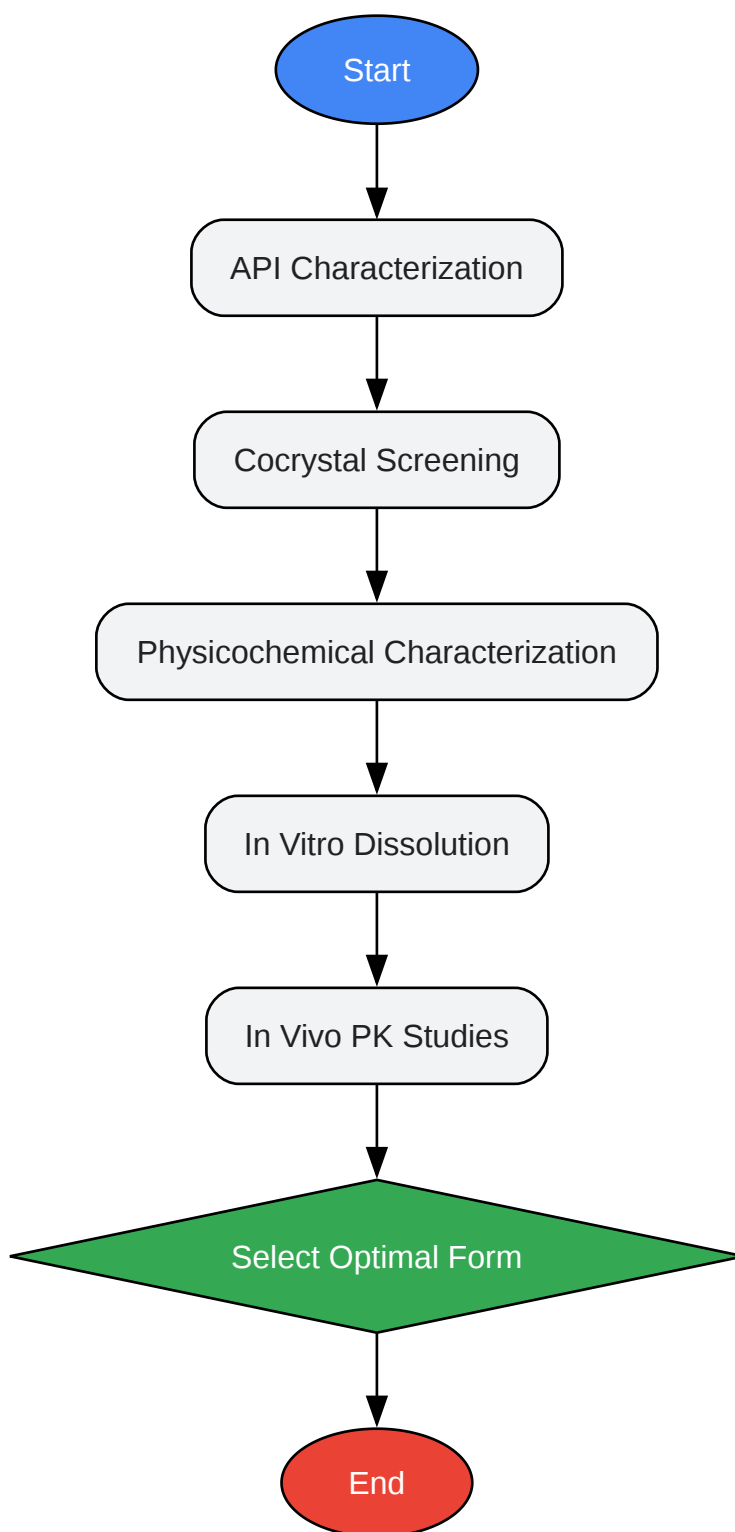 Start
API Characterization
Cocrystal Screening
Physicochemical Characterization
In Vitro Dissolution
In Vivo PK Studies
Select Optimal Form
End